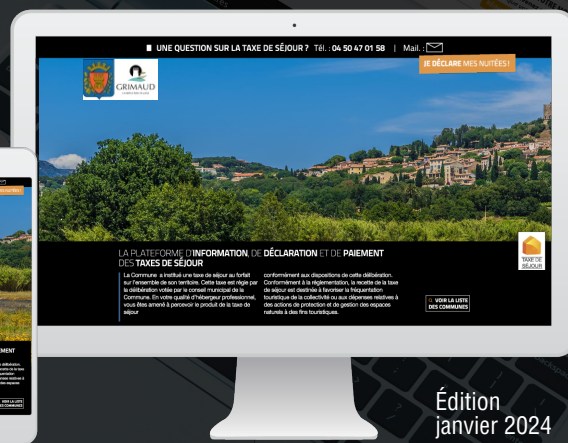 UNE QUESTION SUR LA TAXE DE SÉJOUR ? Tél. : 04 50 47 01 58 | Mail. :
JE DÉCLARE MES NUITÉES !
GRIMAUD
LA PLATEFORME D'INFORMATION, DE DÉCLARATION ET DE PAIEMENT
DES TAXES DE SÉJOUR
La Commune a institué une taxe de séjour au forfait
sur l'ensemble de son territoire. Cette taxe est régie par
la délibération votée par le conseil municipal de la
Commune. En votre qualité d'hébergeur professionnel,
vous êtes amené à percevoir le produit de la taxe de
séjour
conformément aux dispositions de cette délibération.
Conformément à la réglementation, la recette de la taxe
de séjour est destinée à favoriser la fréquentation
touristique de la collectivité ou aux dépenses relatives à
des actions de protection et de gestion des espaces
naturels à des fins touristiques.
TAXE DE
SÉJOUR
VOIR LA LISTE
DES COMMUNES
VOIR LA LISTE
DES COMMUNES
Édition
janvier 2024